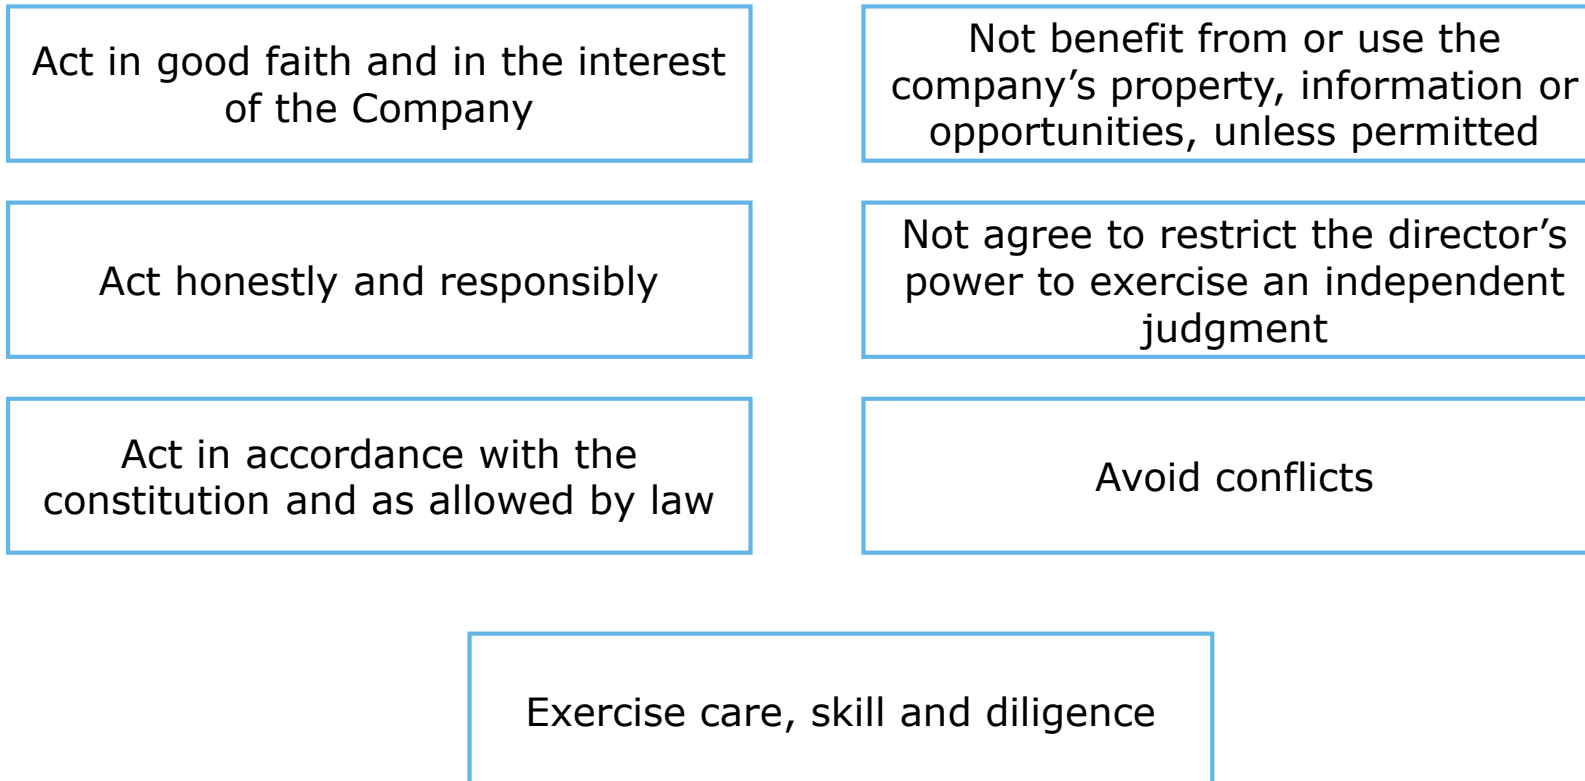 Act in good faith and in the interest
of the Company
Not benefit from or use the
company’s property, information or
opportunities, unless permitted
Act honestly and responsibly
Not agree to restrict the director’s
power to exercise an independent
judgment
Act in accordance with the
constitution and as allowed by law
Avoid conflicts
Exercise care, skill and diligence